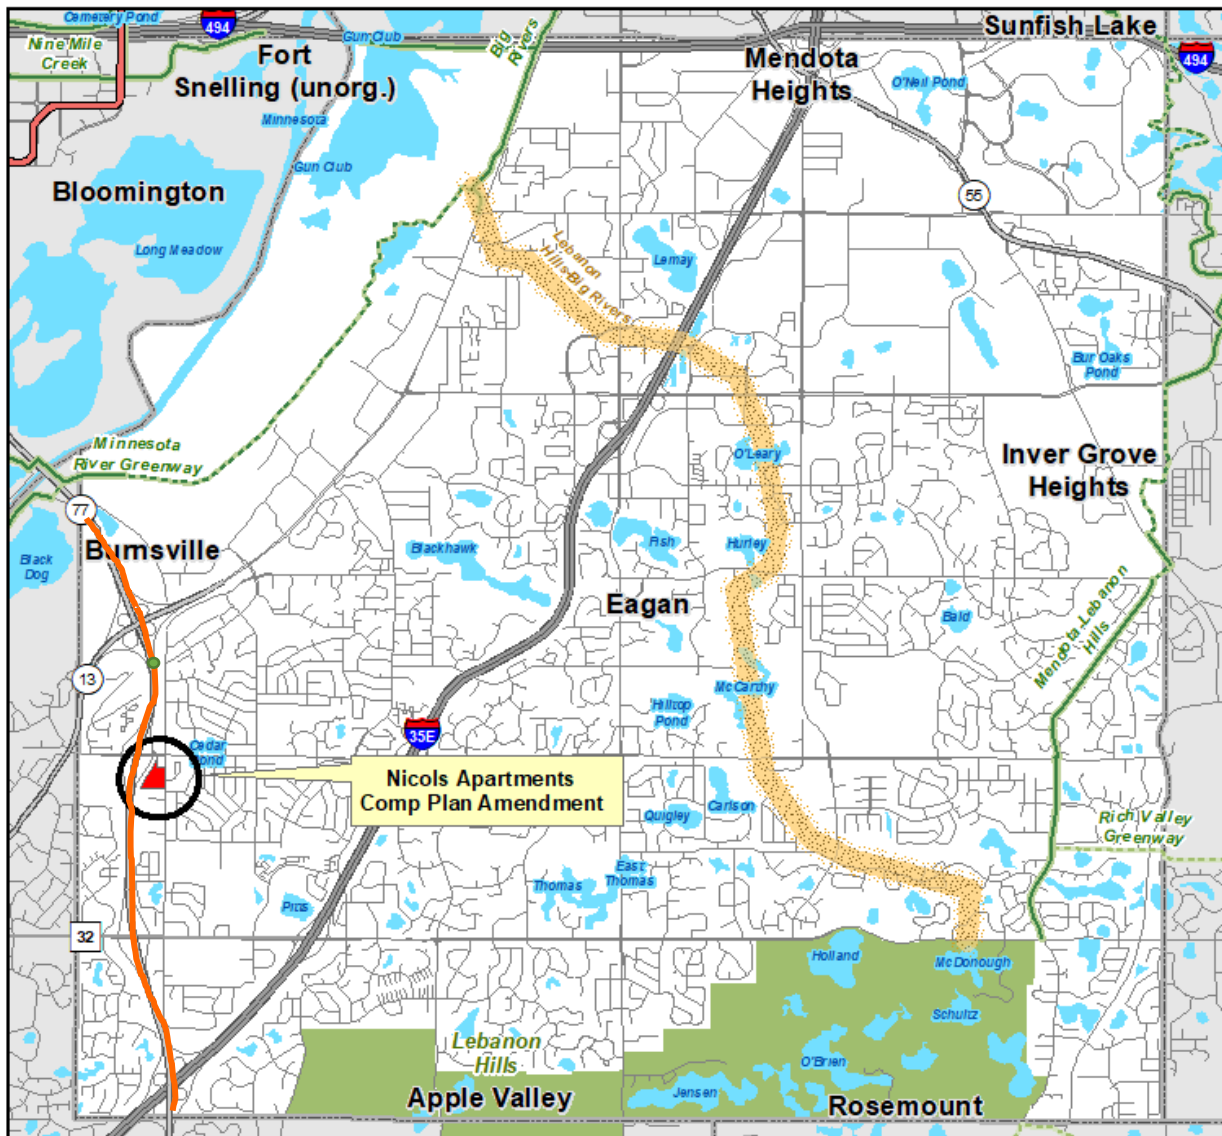 Cemetery Pond
494
Gun Club
Big
Rivers
Sunfish Lake
Nine Mile
Creek
Fort
Snelling (unorg.)
Mendota
Heights
494
O'Neil Pond
Minnesota
Gun Club
Bloomington
55
Long Meadow
Lebanon
Hills-Big Rivers
Lemay
Bur Oaks
Pond
Minnesota
River Greenway
O'Leary
Inver Grove
Heights
77
Burnsville
Black
Dog
Blackhawk
Fish
Hurley
Eagan
Bald
Mendota-Lebanon
Hills
13
McCarthy
Hilltop
Pond
35E
Cedar
Pond
Nicols Apartments
Comp Plan Amendment
Carlson
Quigley
Rich Valley
Greenway
East
Thomas
Thomas
Pitts
32
Holland
McDonough
Schultz
Lebanon
Hills
O'Brien
Jensen
Apple Valley
Rosemount